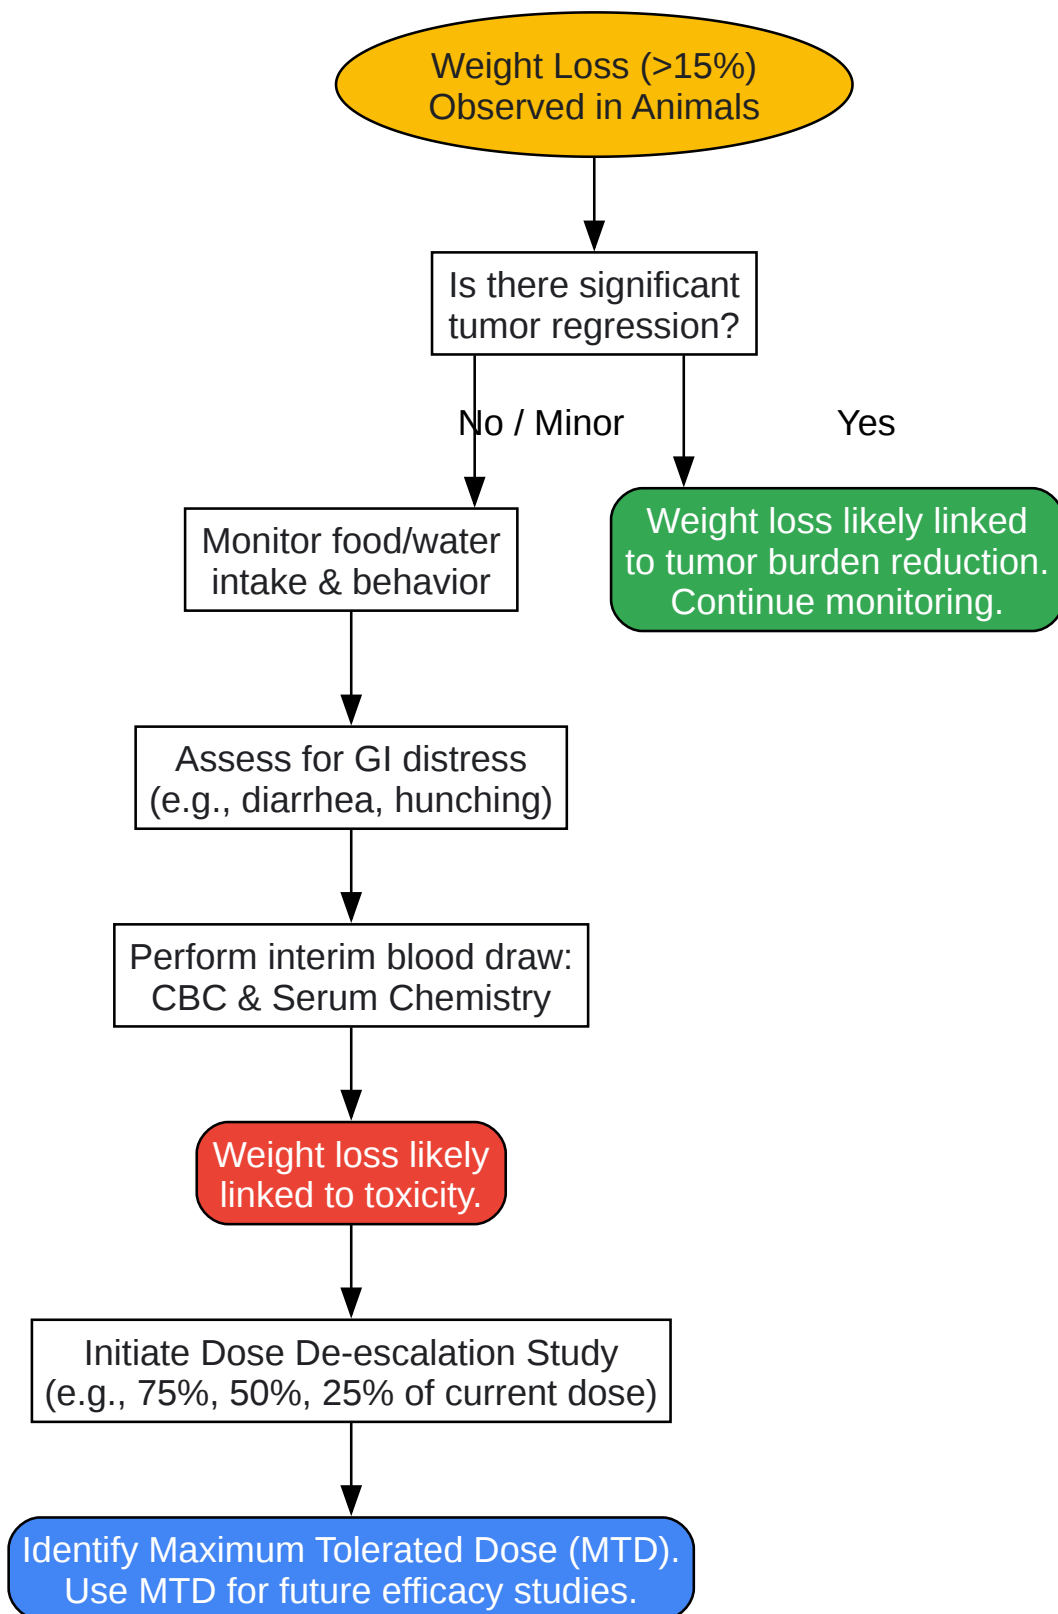 Weight Loss (>15%)
Observed in Animals
Is there significant
tumor regression?
No / Minor
Yes
Monitor food/water
intake & behavior
Weight loss likely linked
to tumor burden reduction.
Continue monitoring.
Assess for GI distress
(e.g., diarrhea, hunching)
Perform interim blood draw:
CBC & Serum Chemistry
Weight loss likely
linked to toxicity.
Initiate Dose De-escalation Study
(e.g., 75%, 50%, 25% of current dose)
Identify Maximum Tolerated Dose (MTD).
Use MTD for future efficacy studies.